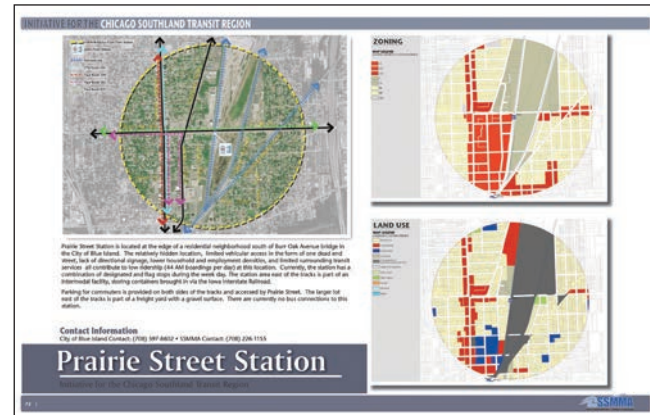 INITIATIVE FOR THE CHICAGO SOUTHLAND TRANSIT REGION
ZONING
Prairie Street Station is located at the edge of a residential neighborhood south of Burr Oak Avenue bridge in
the City of Blue Island. The relatively hidden location, limited vehicular access in the form of one dead end
street, lack of directional signage, lower household and employment densities, and limited surrounding transit
services all contribute to low ridership (44 AM boardings per day) at this location. Currently, the station has a
combination of designated and flag stops during the week day. The station area east of the tracks is part of an
intermodal facility, storing containers brought in via the Iowa Interstate Railroad.
Parking for commuters is provided on both sides of the tracks and accessed by Prairie Street. The larger lot
east of the tracks is part of a freight yard with a gravel surface. There are currently no bus connections to this
station.
LAND USE
Contact Information
City of Blue Island Contact: (708) 597-8602 • SSMMA Contact: (708) 226-1155
Prairie Street Station
Initiative for the Chicago Southland Transit Region
SSMMA